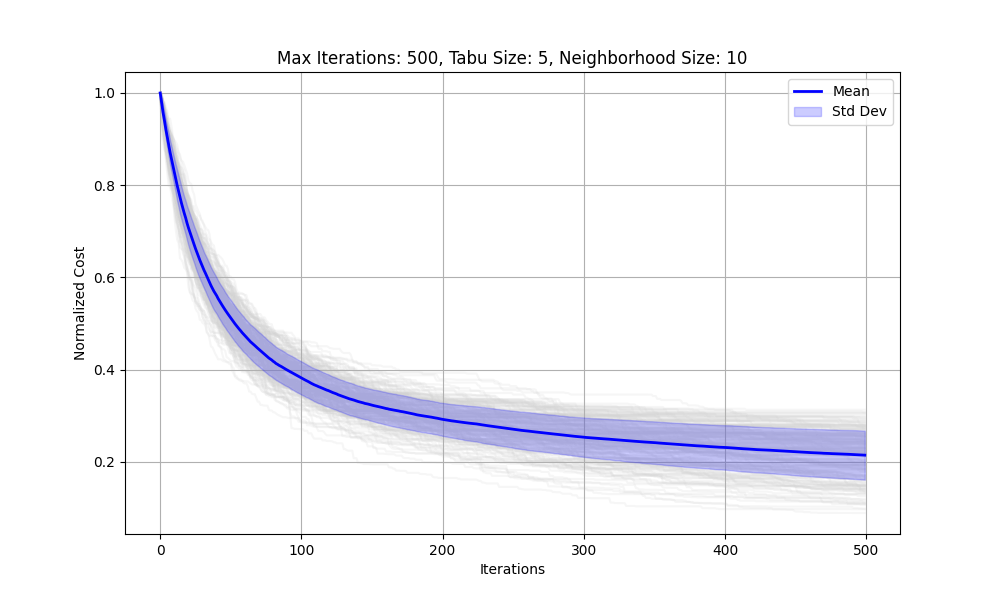 Max Iterations: 500, Tabu Size: 5, Neighborhood Size: 10
Mean
Std Dev
Normalized Cost
1.0
0.8
0.6
0.4
0.2
0 100 200 300 400 500
Iterations